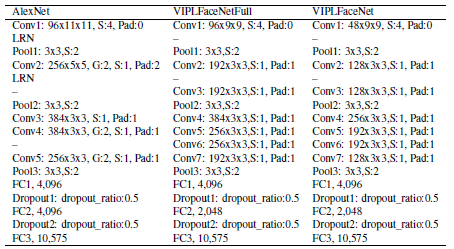 AlexNet VIPLFaceNetFull VIPLFaceNet
Conv1: 96x11x11, S:4, Pad:0 Conv1: 96x9x9, S:4, Pad:0 Conv1: 48x9x9, S:4, Pad:0
LRN – –
Pool1: 3x3,S:2 Pool1: 3x3,S:2 Pool1: 3x3,S:2
Conv2: 256x5x5, G:2, S:1, Pad:2 Conv2: 192x3x3,S:1, Pad:1 Conv2: 128x3x3,S:1, Pad:1
LRN – –
– Conv3: 192x3x3,S:1, Pad:1 Conv3: 128x3x3,S:1, Pad:1
Pool2: 3x3,S:2 Pool2: 3x3,S:2 Pool2: 3x3,S:2
Conv3: 384x3x3, S:1, Pad:1 Conv4: 384x3x3,S:1, Pad:1 Conv4: 256x3x3,S:1, Pad:1
Conv4: 384x3x3, G:2, S:1, Pad:1 Conv5: 256x3x3,S:1, Pad:1 Conv5: 192x3x3,S:1, Pad:1
– Conv6: 256x3x3,S:1, Pad:1 Conv6: 192x3x3,S:1, Pad:1
Conv5: 256x3x3, G:2, S:1, Pad:1 Conv7: 192x3x3,S:1, Pad:1 Conv7: 128x3x3,S:1, Pad:1
Pool3: 3x3,S:2 Pool3: 3x3,S:2 Pool3: 3x3,S:2
FC1, 4,096 FC1, 4,096 FC1, 4,096
Dropout1: dropout_ratio:0.5 Dropout1: dropout_ratio:0.5 Dropout1: dropout_ratio:0.5
FC2, 4,096 FC2, 2,048 FC2, 2,048
Dropout2: dropout_ratio:0.5 Dropout2: dropout_ratio:0.5 Dropout2: dropout_ratio:0.5
FC3, 10,575 FC3, 10,575 FC3, 10,575